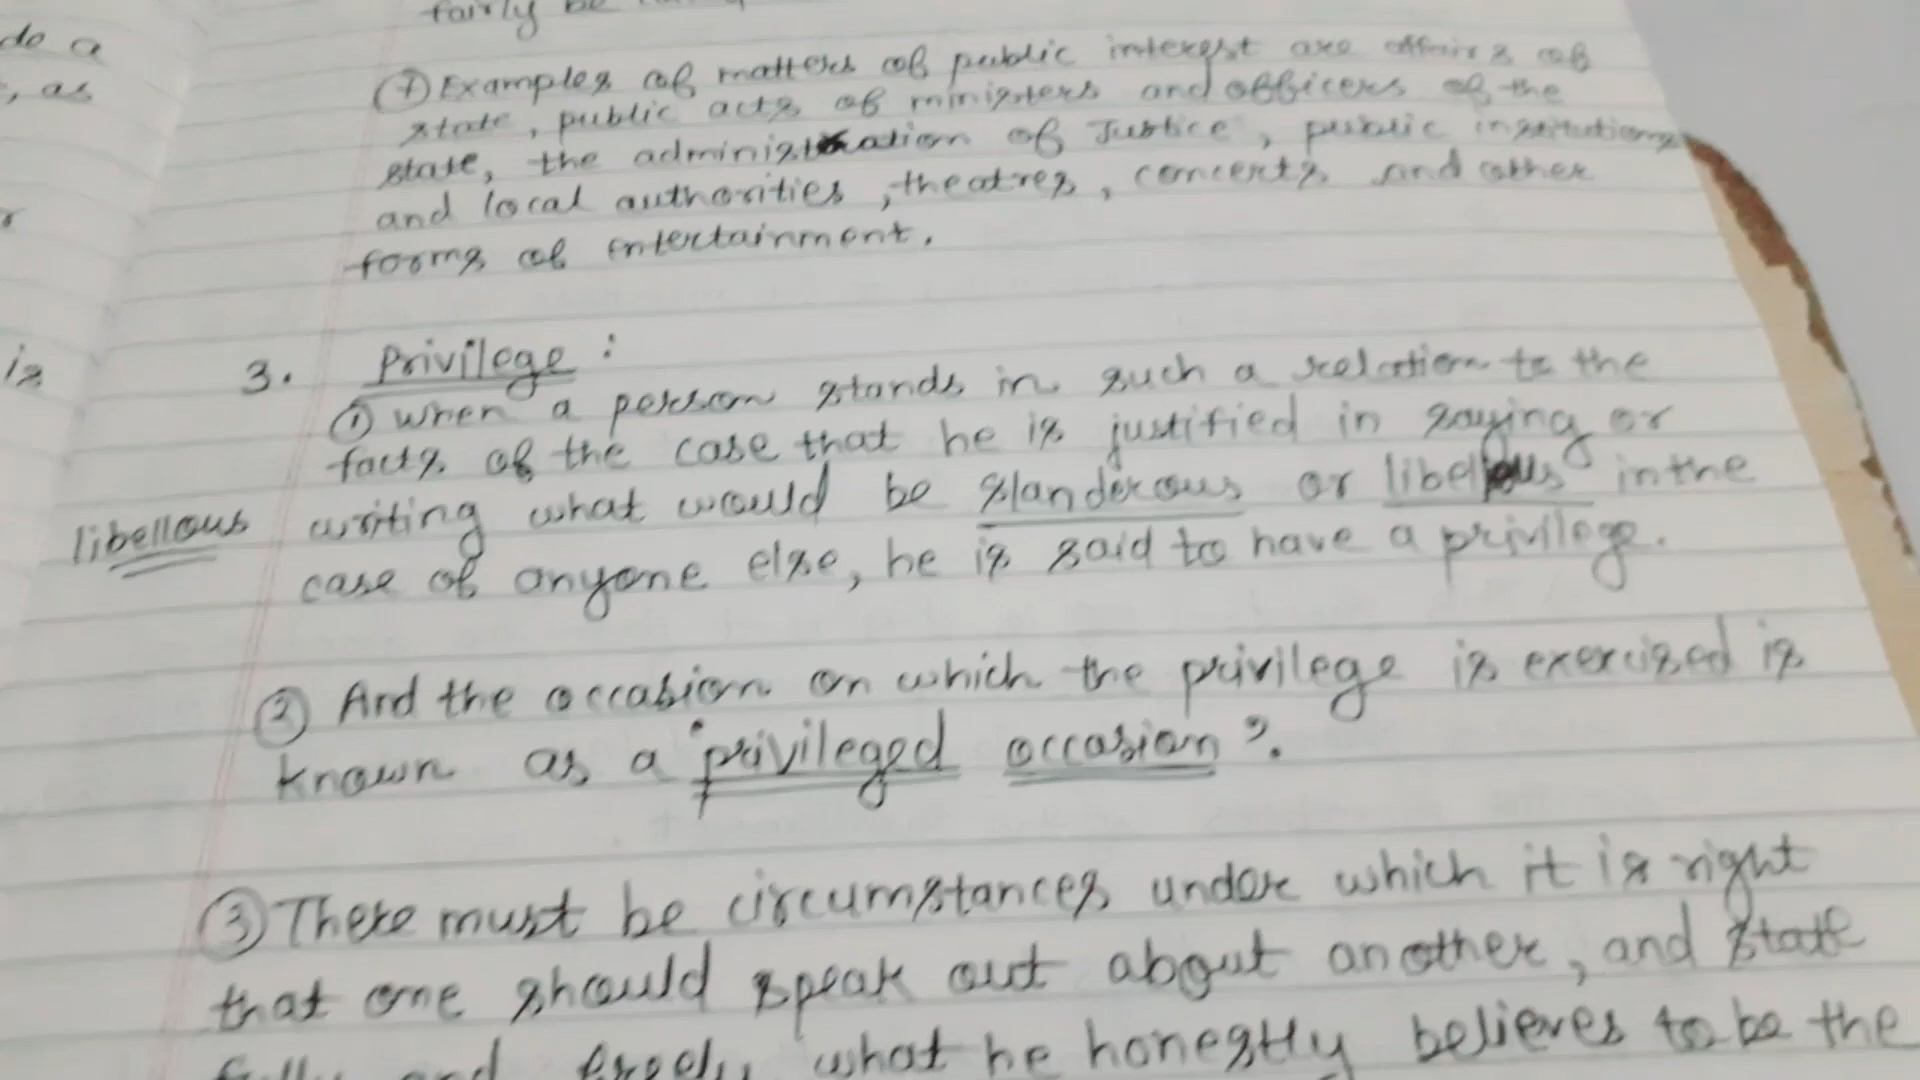 do a
, as
is
fairly be
⑦ Examples of matters of public interest are affairs of
state, public acts of ministers and officers of the
state, the administration of Justice, public institutions
and local authorities, theatres, concerts and other
forms of entertainment.
3. Privilege :
① when a person stands in such a relation to the
facts of the case that he is justified in saying or
writing what would be slanderous or libellous in the
libellous
case of anyone else, he is said to have a privilege.
② And the occasion on which the privilege is exercised is
known as a "privileged occasion".
③ There must be circumstances under which it is right
that one should speak out about another, and state
fully and freely what he honestly believes to be the